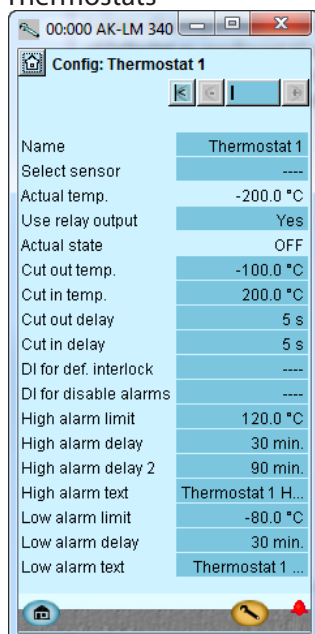 Thermostats
00:000 AK-LM 340
Config: Thermostat 1
Name Thermostat 1
Select sensor ----
Actual temp. -200.0 °C
Use relay output Yes
Actual state OFF
Cut out temp. -100.0 °C
Cut in temp. 200.0 °C
Cut out delay 5 s
Cut in delay 5 s
DI for def. interlock ----
DI for disable alarms ----
High alarm limit 120.0 °C
High alarm delay 30 min.
High alarm delay 2 90 min.
High alarm text Thermostat 1 H...
Low alarm limit -80.0 °C
Low alarm delay 30 min.
Low alarm text Thermostat 1 ...